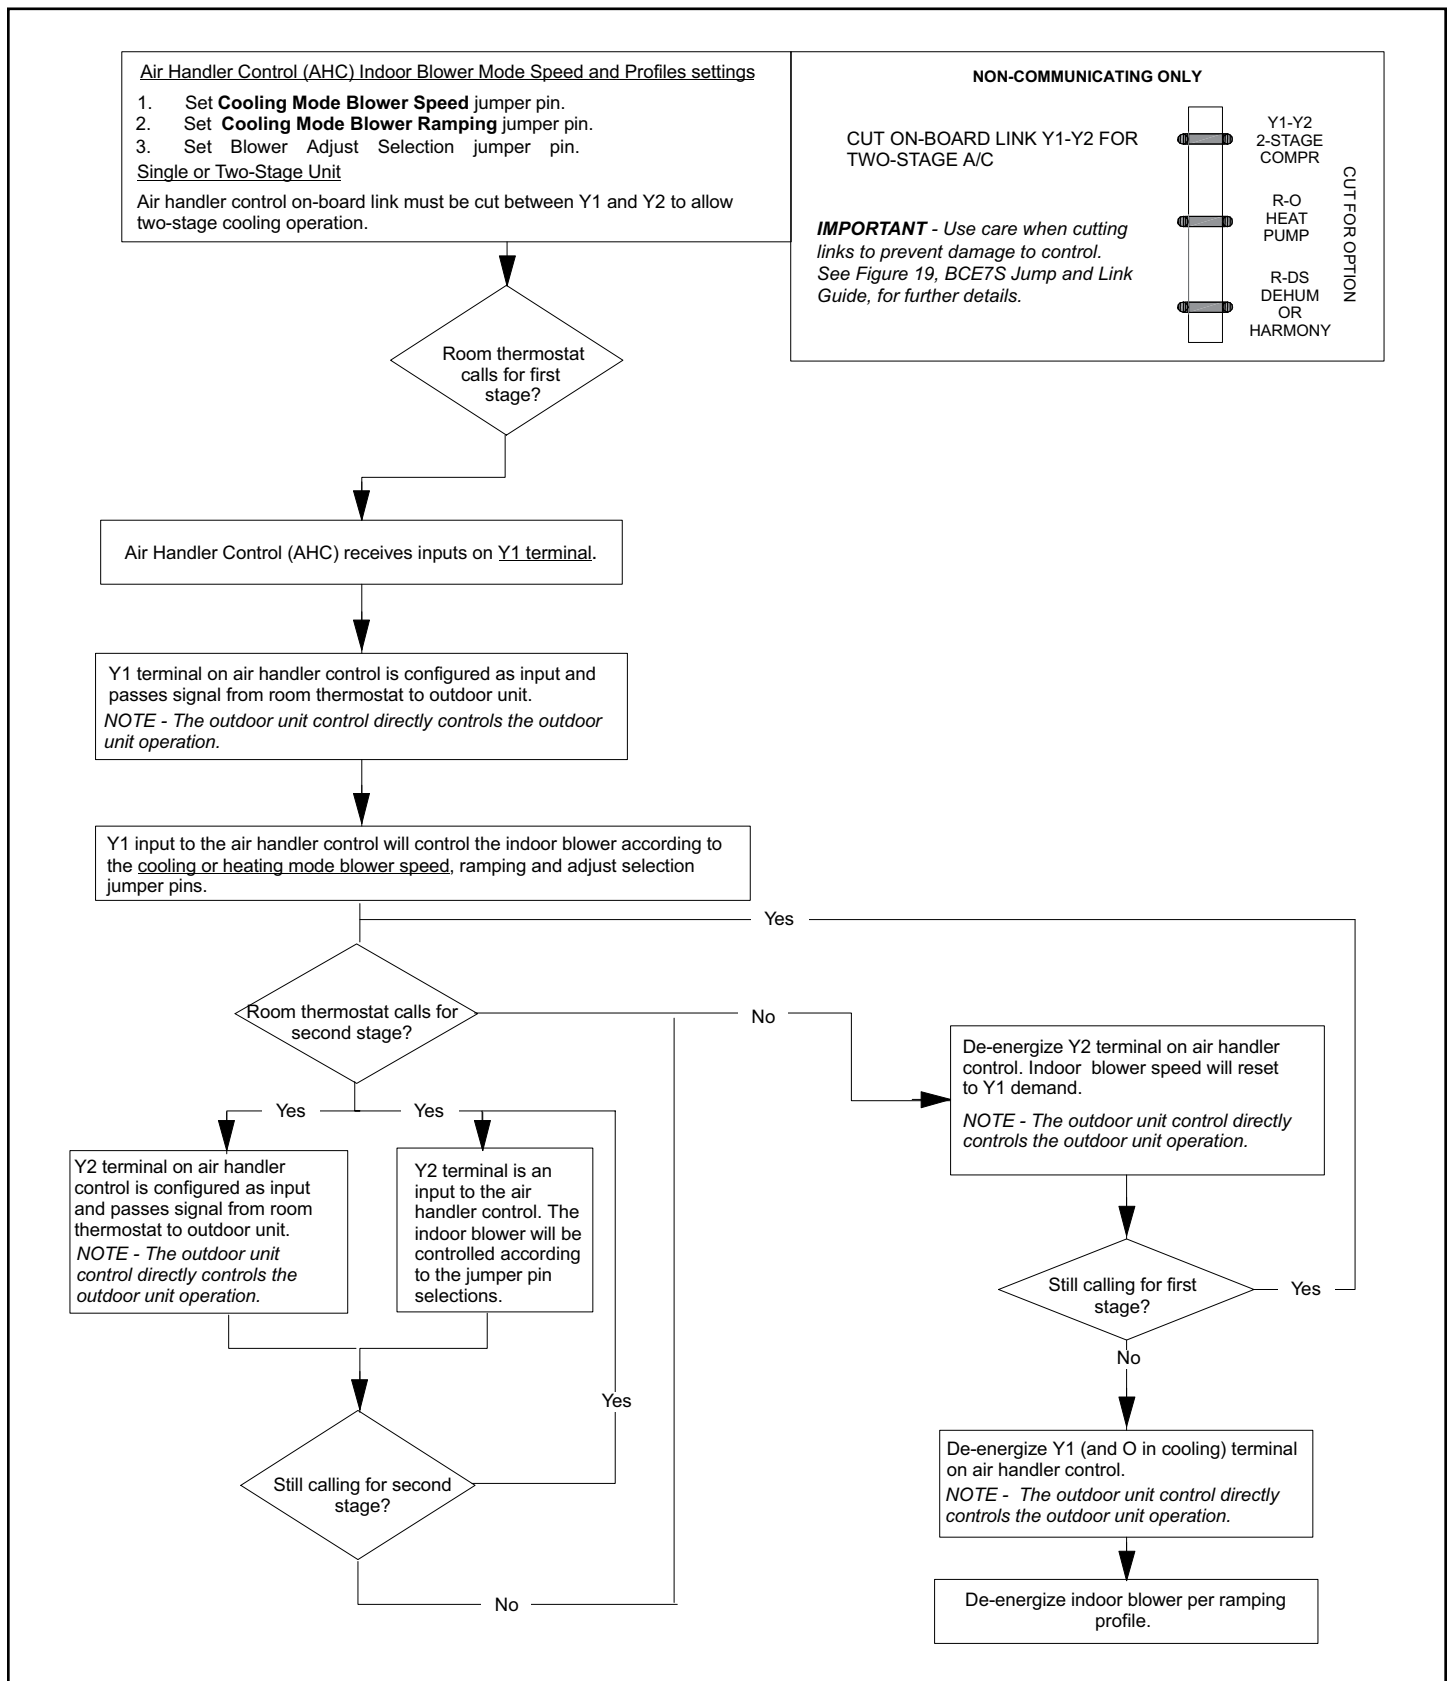 Air Handler Control (AHC) Indoor Blower Mode Speed and Profiles settings
1. Set Cooling Mode Blower Speed jumper pin.
2. Set Cooling Mode Blower Ramping jumper pin.
3. Set Blower Adjust Selection jumper pin.
Single or Two-Stage Unit
Air handler control on-board link must be cut between Y1 and Y2 to allow
two-stage cooling operation.
NON-COMMUNICATING ONLY
CUT ON-BOARD LINK Y1-Y2 FOR
TWO-STAGE A/C
IMPORTANT - Use care when cutting
links to prevent damage to control.
See Figure 19, BCE7S Jump and Link
Guide, for further details.
Y1-Y2
2-STAGE
COMPR
R-O
HEAT
PUMP
R-DS
DEHUM
OR
HARMONY
CUT FOR OPTION
Room thermostat
calls for first
stage?
Air Handler Control (AHC) receives inputs on Y1 terminal.
Y1 terminal on air handler control is configured as input and
passes signal from room thermostat to outdoor unit.
NOTE - The outdoor unit control directly controls the outdoor
unit operation.
Y1 input to the air handler control will control the indoor blower according to
the cooling or heating mode blower speed, ramping and adjust selection
jumper pins.
Yes
Room thermostat calls for
second stage?
No
De-energize Y2 terminal on air handler
control. Indoor blower speed will reset
to Y1 demand.
NOTE - The outdoor unit control directly
controls the outdoor unit operation.
Yes
Yes
Y2 terminal on air handler
control is configured as input
and passes signal from room
thermostat to outdoor unit.
NOTE - The outdoor unit
control directly controls the
outdoor unit operation.
Y2 terminal is an
input to the air
handler control. The
indoor blower will be
controlled according
to the jumper pin
selections.
Still calling for first
stage?
Yes
No
Yes
Still calling for second
stage?
No
De-energize Y1 (and O in cooling) terminal
on air handler control.
NOTE - The outdoor unit control directly
controls the outdoor unit operation.
De-energize indoor blower per ramping
profile.